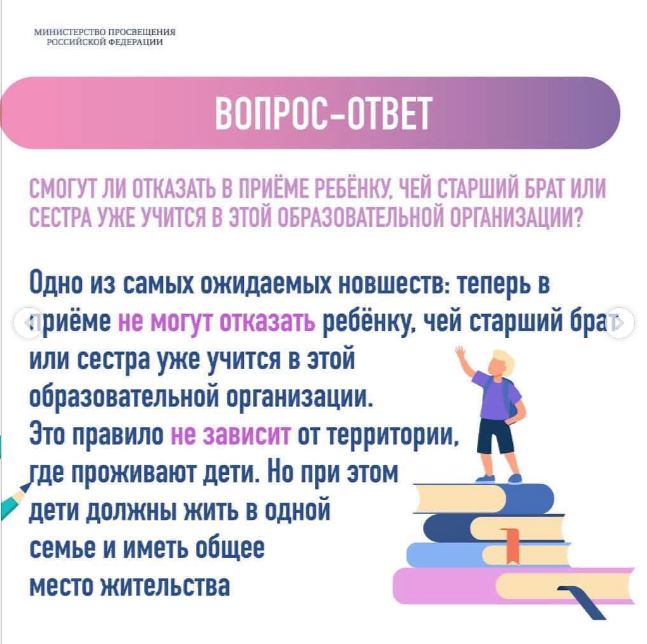 МИНИСТЕРСТВО ПРОСВЕЩЕНИЯ
РОССИЙСКОЙ ФЕДЕРАЦИИ
ВОПРОС-ОТВЕТ
СМОГУТ ЛИ ОТКАЗАТЬ В ПРИЁМЕ РЕБЁНКУ, ЧЕЙ СТАРШИЙ БРАТ ИЛИ
СЕСТРА УЖЕ УЧИТСЯ В ЭТОЙ ОБРАЗОВАТЕЛЬНОЙ ОРГАНИЗАЦИИ?
Одно из самых ожидаемых новшеств: теперь в
приёме не могут отказать ребёнку, чей старший брат
или сестра уже учится в этой
образовательной организации.
Это правило не зависит от территории,
где проживают дети. Но при этом
дети должны жить в одной
семье и иметь общее
место жительства